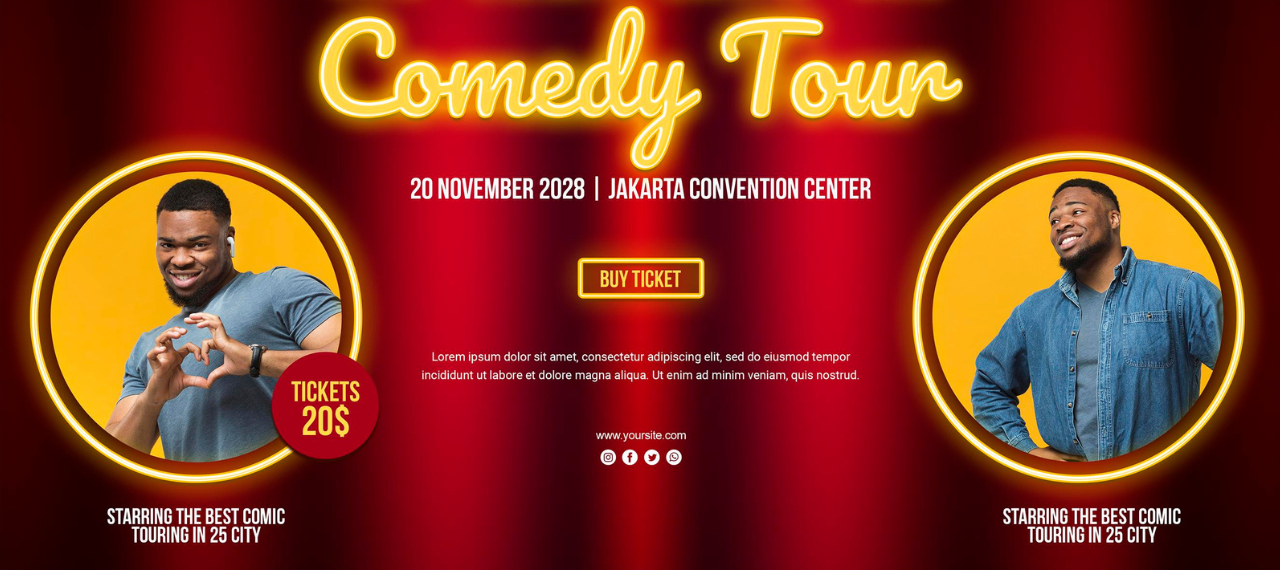 Comedy Tour
20 NOVEMBER 2028 | JAKARTA CONVENTION CENTER
BUY TICKET
Lorem ipsum dolor sit amet, consectetur adipiscing elit, sed do eiusmod tempor
incididunt ut labore et dolore magna aliqua. Ut enim ad minim veniam, quis nostrud.
www.yoursite.com
TICKETS
20$
STARRING THE BEST COMIC
TOURING IN 25 CITY
STARRING THE BEST COMIC
TOURING IN 25 CITY